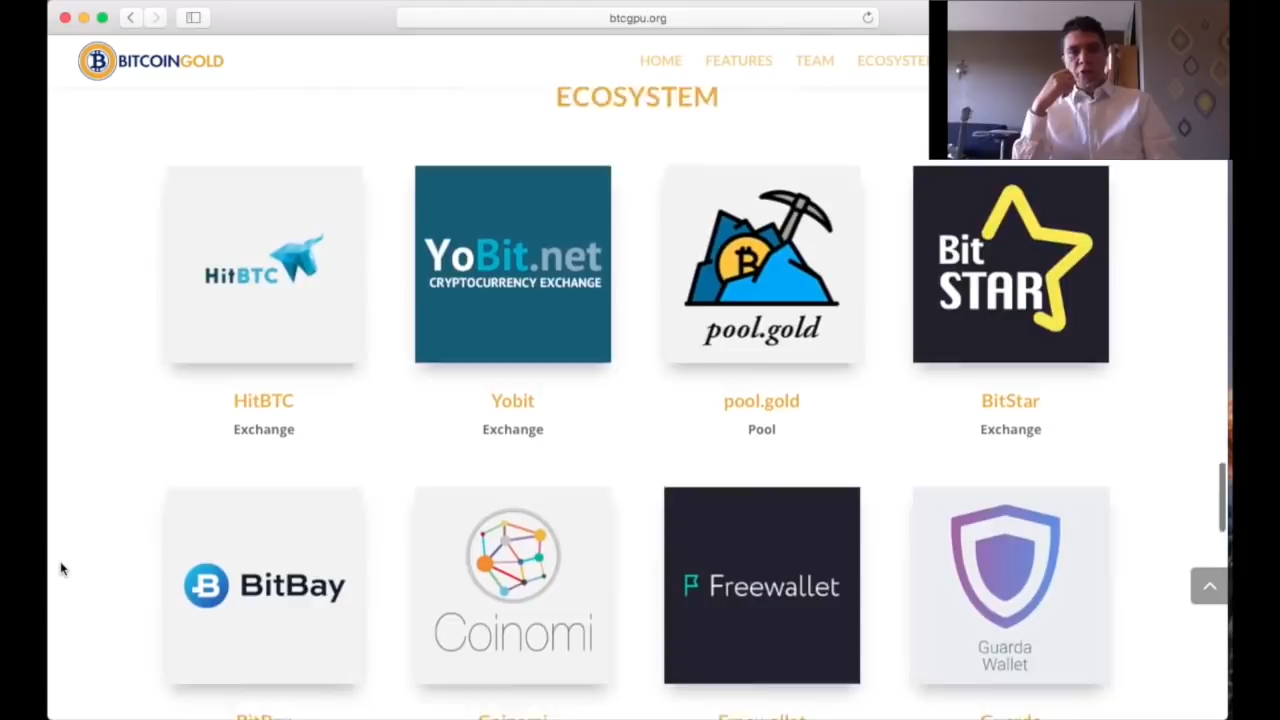 btcgpu.org
BITCOINGOLD
HOME FEATURES TEAM ECOSYSTEM
ECOSYSTEM
HitBTC
YoBit.net
CRYPTOCURRENCY EXCHANGE
pool.gold
Bit
STAR
HitBTC
Yobit
pool.gold
BitStar
Exchange
Exchange
Pool
Exchange
BitBay
Coinomi
Freewallet
Guarda
Wallet